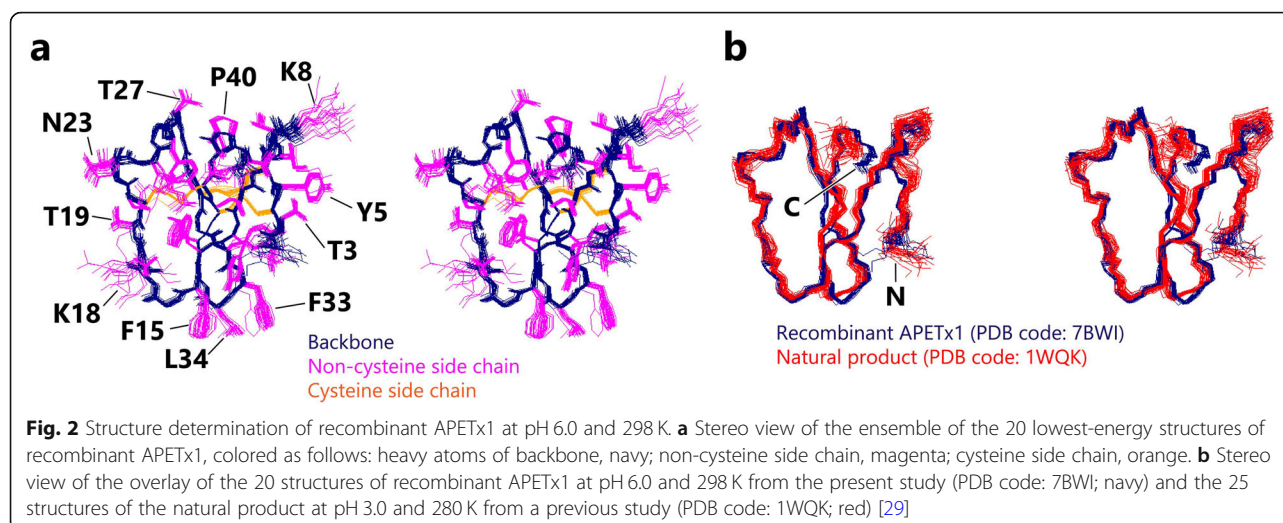 a
b
T27
P40
K8
N23
T19
Y5
T3
K18
F15
F33
L34
C
N
Backbone
Non-cysteine side chain
Cysteine side chain
Recombinant APETx1 (PDB code: 7BWI)
Natural product (PDB code: 1WQK)
Fig. 2 Structure determination of recombinant APETx1 at pH 6.0 and 298 K. a Stereo view of the ensemble of the 20 lowest-energy structures of
recombinant APETx1, colored as follows: heavy atoms of backbone, navy; non-cysteine side chain, magenta; cysteine side chain, orange. b Stereo
view of the overlay of the 20 structures of recombinant APETx1 at pH 6.0 and 298 K from the present study (PDB code: 7BWI; navy) and the 25
structures of the natural product at pH 3.0 and 280 K from a previous study (PDB code: 1WQK; red) [29]